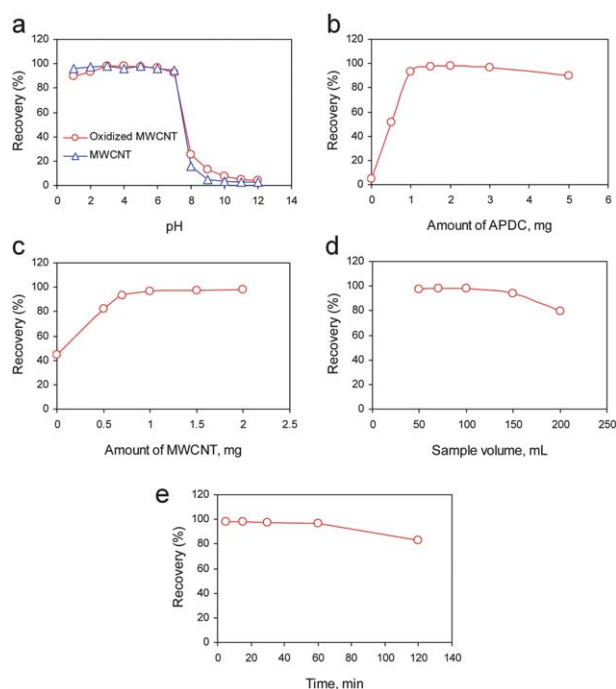 a
120
100
80
60
40
20
0
Recovery (%)
Oxidized MWCNT
MWCNT
0 2 4 6 8 10 12 14
pH
b
120
100
80
60
40
20
0
Recovery (%)
0 1 2 3 4 5 6
Amount of APDC, mg
c
120
100
80
60
40
20
0
Recovery (%)
0 0.5 1 1.5 2 2.5
Amount of MWCNT, mg
d
120
100
80
60
40
20
0
Recovery (%)
0 50 100 150 200 250
Sample volume, mL
e
120
100
80
60
40
20
0
Recovery (%)
0 20 40 60 80 100 120 140
Time, min